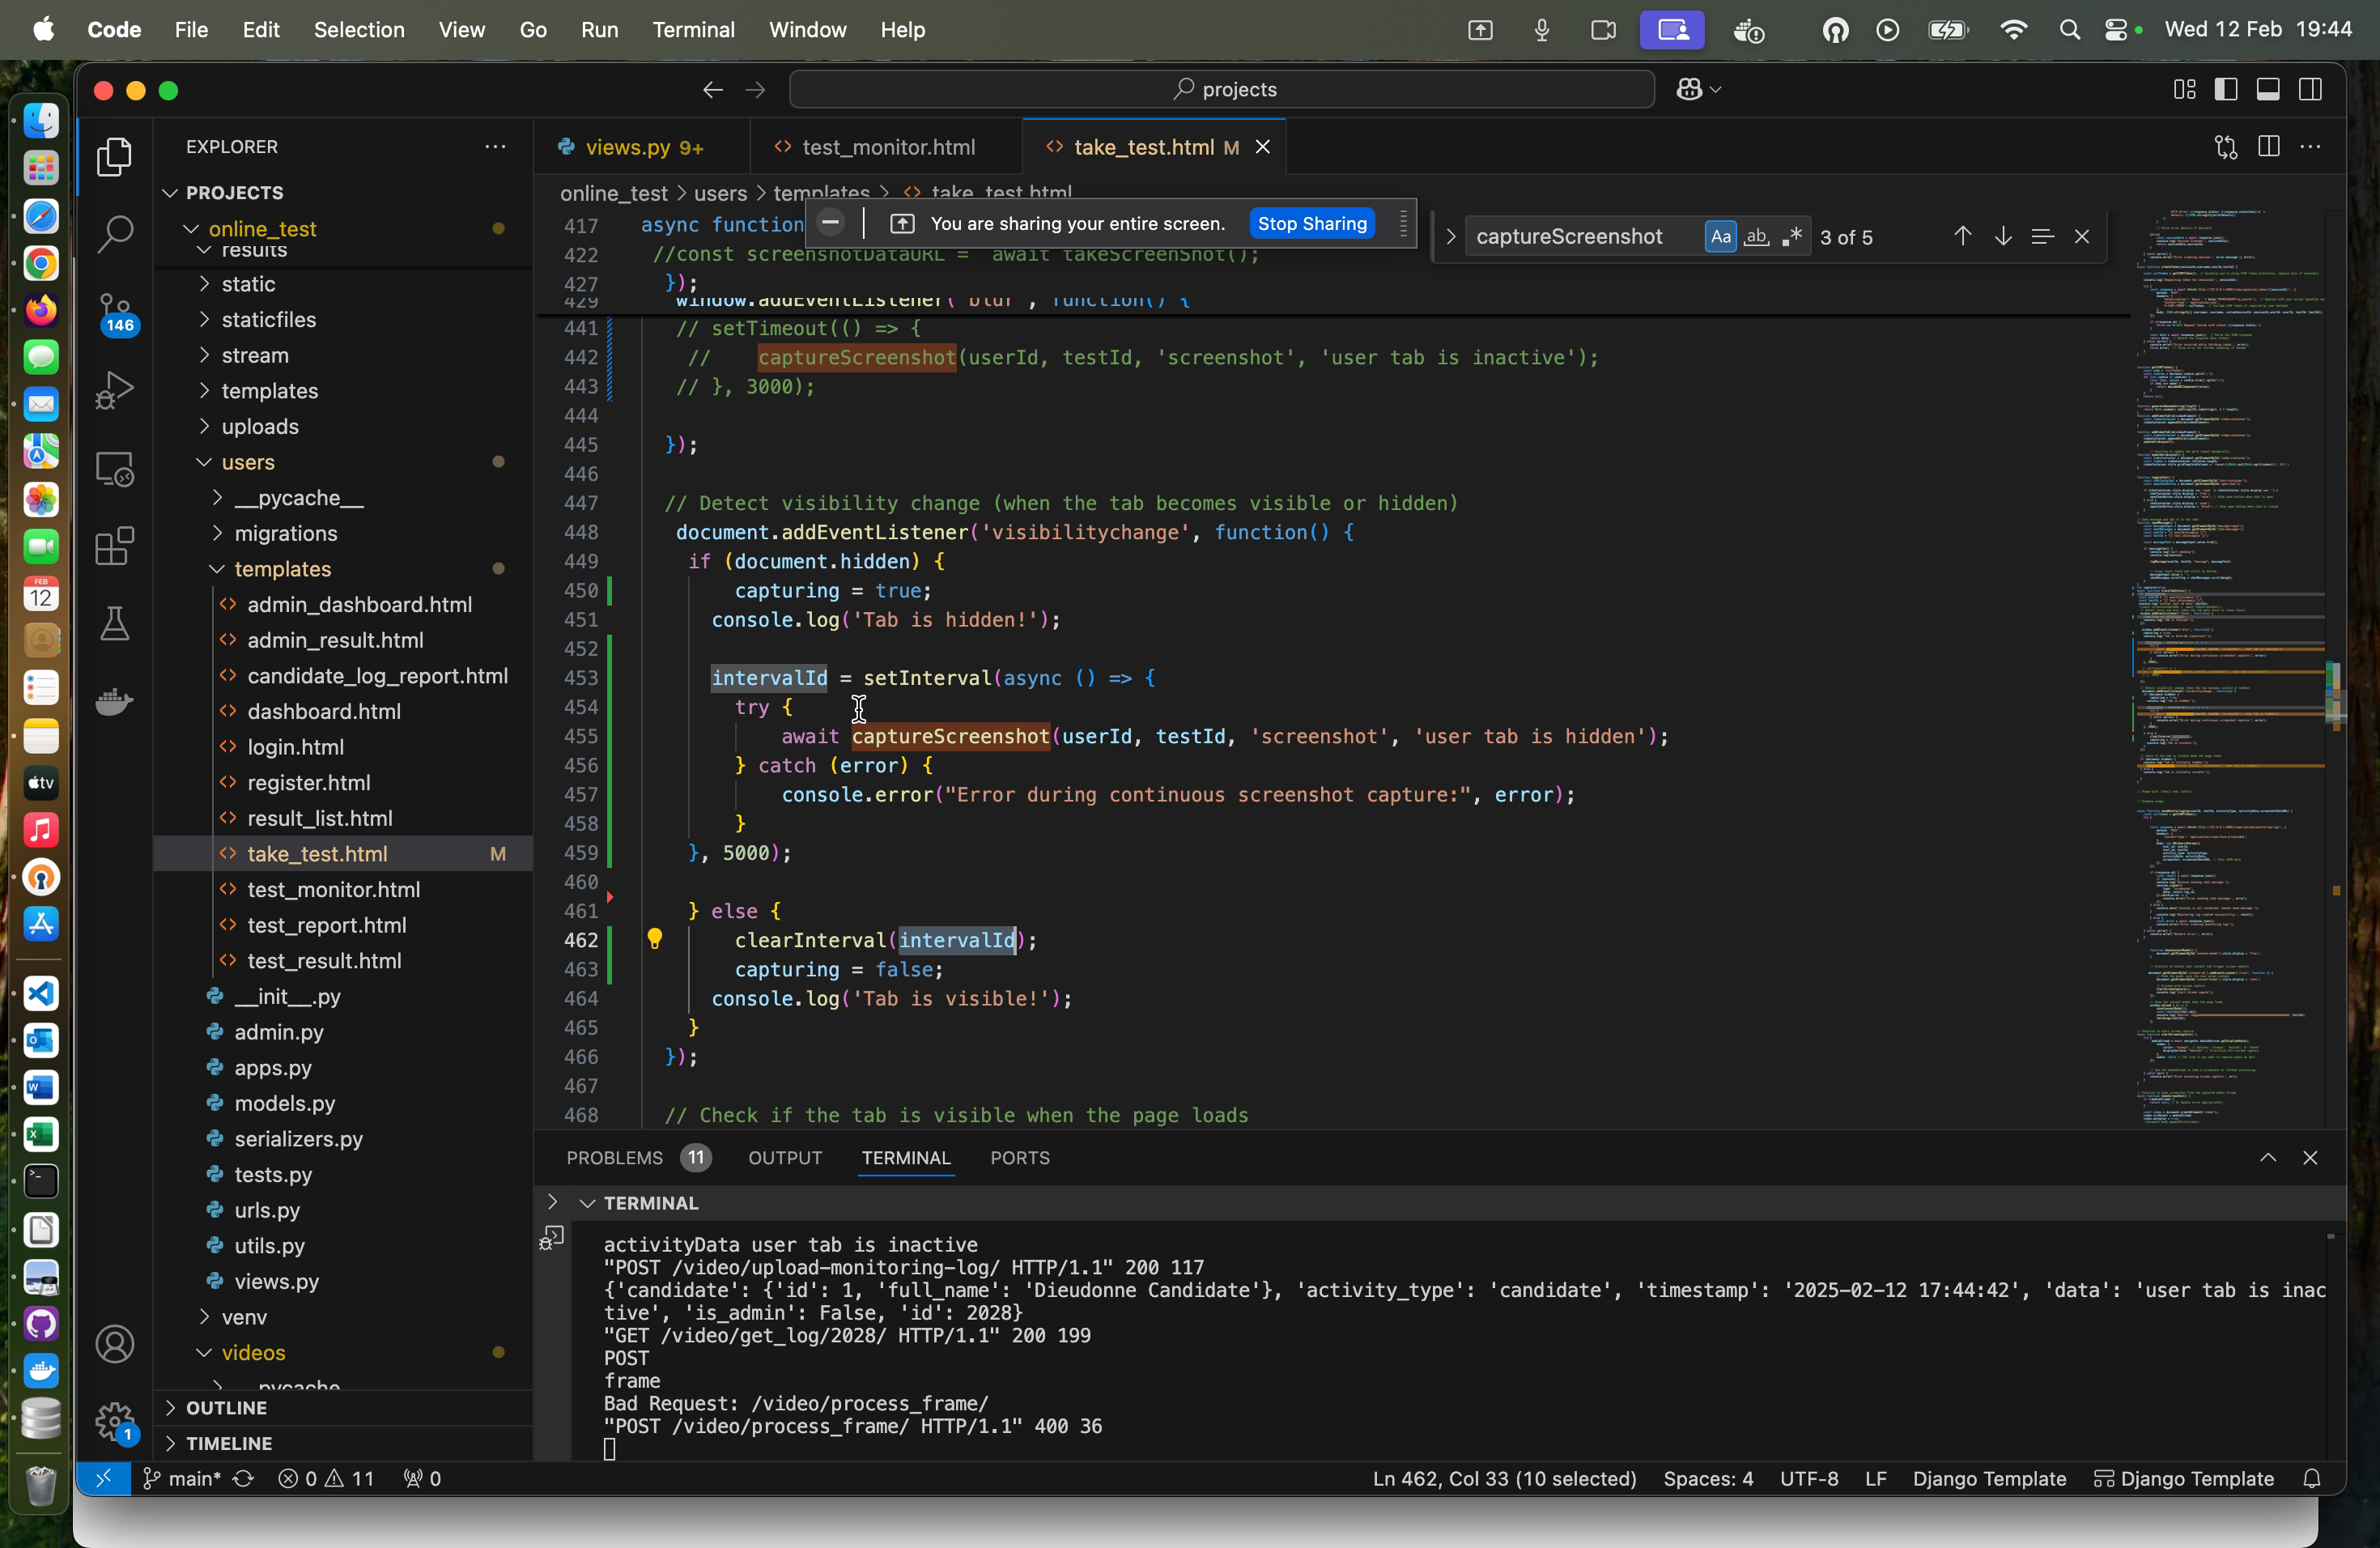 Code File Edit Selection View Go Run Terminal Window Help Wed 12 Feb 19:44
projects
EXPLORER
PROJECTS
online_test
results
static
staticfiles
stream
templates
uploads
users
__pycache__
migrations
templates
admin_dashboard.html
admin_result.html
candidate_log_report.html
dashboard.html
login.html
register.html
result_list.html
take_test.html M
test_monitor.html
test_report.html
test_result.html
__init__.py
admin.py
apps.py
models.py
serializers.py
tests.py
urls.py
utils.py
views.py
venv
videos
__pycache__
OUTLINE
TIMELINE
146
1
FEB
12
tv
views.py 9+ test_monitor.html take_test.html M
online_test > users > templates > take_test.html
You are sharing your entire screen. Stop Sharing
captureScreenshot Aa ab 3 of 5
417 async function
422 //const screenshotDataURL = await takeScreenShot();
427 });
429 window.addEventListener('blur', function() {
441 // setTimeout(() => {
442 // captureScreenshot(userId, testId, 'screenshot', 'user tab is inactive');
443 // }, 3000);
444
445 });
446
447 // Detect visibility change (when the tab becomes visible or hidden)
448 document.addEventListener('visibilitychange', function() {
449 if (document.hidden) {
450 capturing = true;
451 console.log('Tab is hidden!');
452
453 intervalId = setInterval(async () => {
454 try {
455 await captureScreenshot(userId, testId, 'screenshot', 'user tab is hidden');
456 } catch (error) {
457 console.error("Error during continuous screenshot capture:", error);
458 }
459 }, 5000);
460
461 } else {
462 clearInterval(intervalId);
463 capturing = false;
464 console.log('Tab is visible!');
465 }
466 });
467
468 // Check if the tab is visible when the page loads
PROBLEMS 11 OUTPUT TERMINAL PORTS
TERMINAL
activityData user tab is inactive
"POST /video/upload-monitoring-log/ HTTP/1.1" 200 117
{'candidate': {'id': 1, 'full_name': 'Dieudonne Candidate'}, 'activity_type': 'candidate', 'timestamp': '2025-02-12 17:44:42', 'data': 'user tab is inac
tive', 'is_admin': False, 'id': 2028}
"GET /video/get_log/2028/ HTTP/1.1" 200 199
POST
frame
Bad Request: /video/process_frame/
"POST /video/process_frame/ HTTP/1.1" 400 36
main* 0 11 0 Ln 462, Col 33 (10 selected) Spaces: 4 UTF-8 LF Django Template Django Template